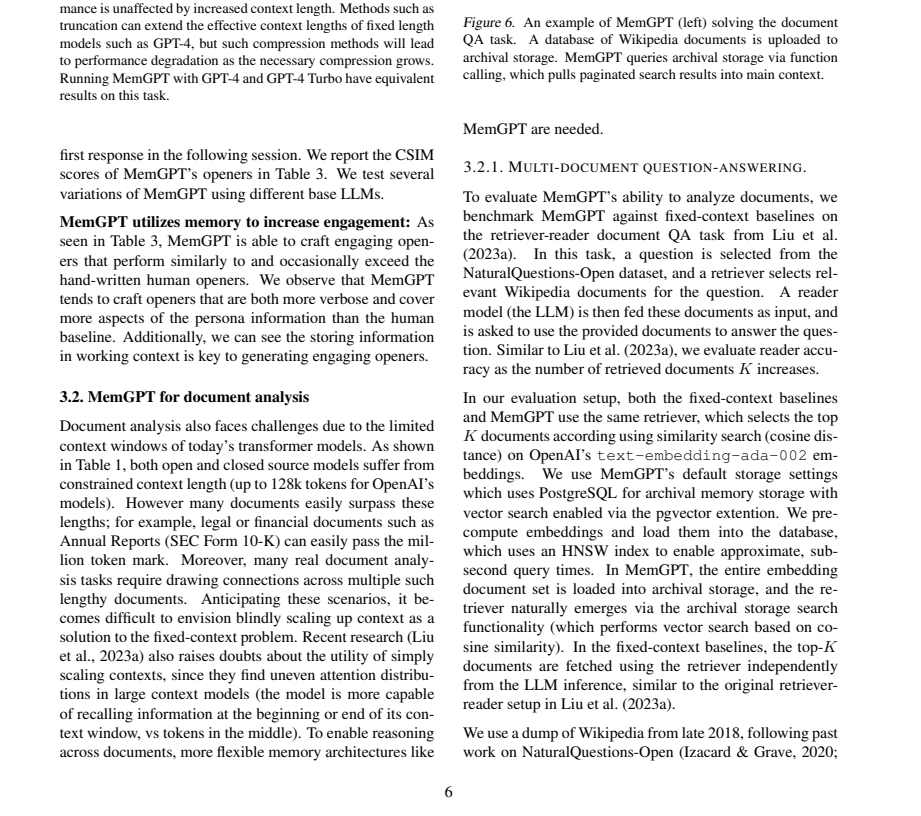 mance is unaffected by increased context length. Methods such as
truncation can extend the effective context lengths of fixed length
models such as GPT-4, but such compression methods will lead
to performance degradation as the necessary compression grows.
Running MemGPT with GPT-4 and GPT-4 Turbo have equivalent
results on this task.
first response in the following session. We report the CSIM
scores of MemGPT's openers in Table 3. We test several
variations of MemGPT using different base LLMs.
MemGPT utilizes memory to increase engagement: As
seen in Table 3, MemGPT is able to craft engaging open-
ers that perform similarly to and occasionally exceed the
hand-written human openers. We observe that MemGPT
tends to craft openers that are both more verbose and cover
more aspects of the persona information than the human
baseline. Additionally, we can see the storing information
in working context is key to generating engaging openers.
3.2. MemGPT for document analysis
Document analysis also faces challenges due to the limited
context windows of today's transformer models. As shown
in Table 1, both open and closed source models suffer from
constrained context length (up to 128k tokens for OpenAI's
models). However many documents easily surpass these
lengths; for example, legal or financial documents such as
Annual Reports (SEC Form 10-K) can easily pass the mil-
lion token mark. Moreover, many real document analy-
sis tasks require drawing connections across multiple such
lengthy documents. Anticipating these scenarios, it be-
comes difficult to envision blindly scaling up context as a
solution to the fixed-context problem. Recent research (Liu
et al., 2023a) also raises doubts about the utility of simply
scaling contexts, since they find uneven attention distribu-
tions in large context models (the model is more capable
of recalling information at the beginning or end of its con-
text window, vs tokens in the middle). To enable reasoning
across documents, more flexible memory architectures like
Figure 6. An example of MemGPT (left) solving the document
QA task. A database of Wikipedia documents is uploaded to
archival storage. MemGPT queries archival storage via function
calling, which pulls paginated search results into main context.
MemGPT are needed.
3.2.1. MULTI-DOCUMENT QUESTION-ANSWERING.
To evaluate MemGPT's ability to analyze documents, we
benchmark MemGPT against fixed-context baselines on
the retriever-reader document QA task from Liu et al.
(2023a). In this task, a question is selected from the
NaturalQuestions-Open dataset, and a retriever selects rel-
evant Wikipedia documents for the question. A reader
model (the LLM) is then fed these documents as input, and
is asked to use the provided documents to answer the ques-
tion. Similar to Liu et al. (2023a), we evaluate reader accu-
racy as the number of retrieved documents K increases.
In our evaluation setup, both the fixed-context baselines
and MemGPT use the same retriever, which selects the top
K documents according using similarity search (cosine dis-
tance) on OpenAI's text-embedding-ada-002 em-
beddings. We use MemGPT's default storage settings
which uses PostgreSQL for archival memory storage with
vector search enabled via the pgvector extention. We pre-
compute embeddings and load them into the database,
which uses an HNSW index to enable approximate, sub-
second query times. In MemGPT, the entire embedding
document set is loaded into archival storage, and the re-
triever naturally emerges via the archival storage search
functionality (which performs vector search based on co-
sine similarity). In the fixed-context baselines, the top-K
documents are fetched using the retriever independently
from the LLM inference, similar to the original retriever-
reader setup in Liu et al. (2023a).
We use a dump of Wikipedia from late 2018, following past
work on NaturalQuestions-Open (Izacard & Grave, 2020;
6